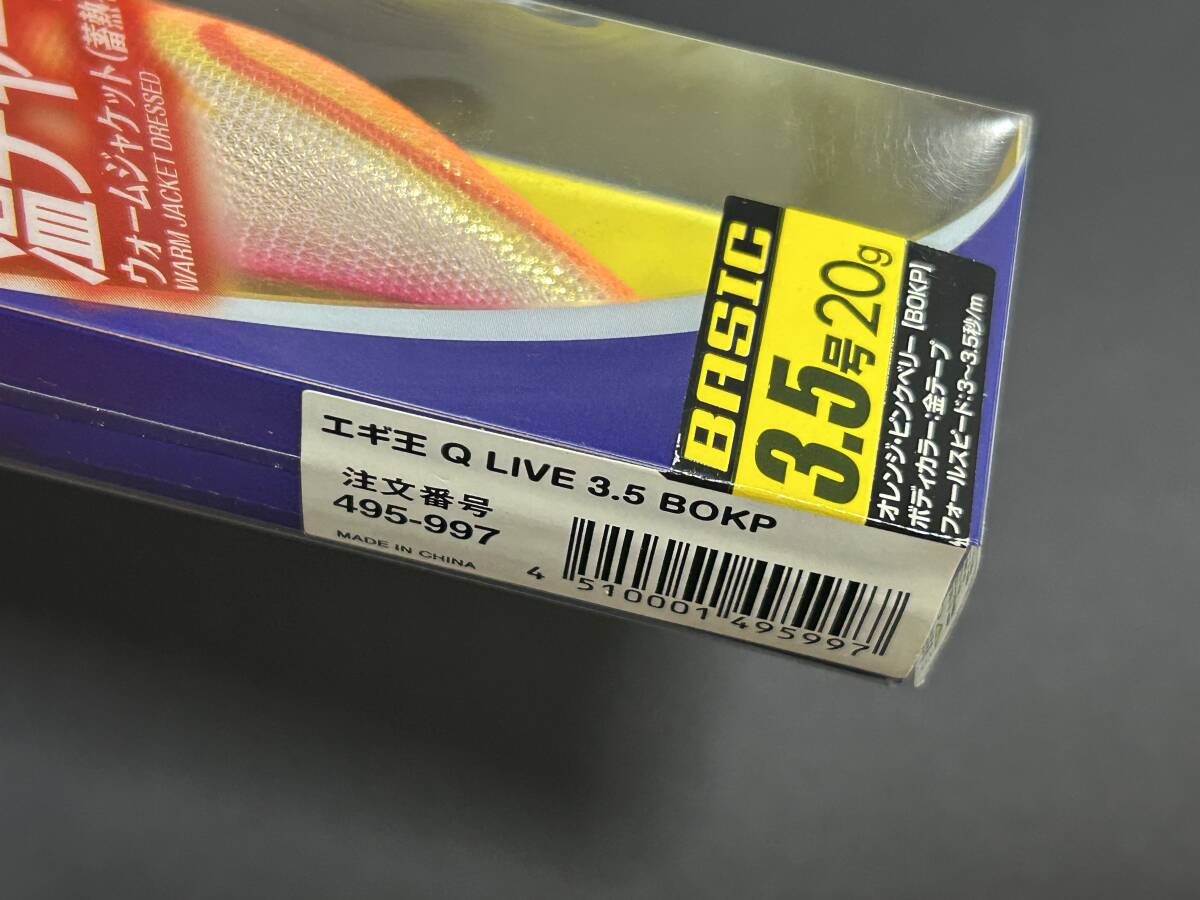 ウォームジャケット(蓄熱
WARM JACKET DRESSED
BASIC
3.5号20g
オレンジ・ピンクベリー [BOKP]
ボディカラー:金テープ
フォールスピード:3〜3.5秒/m
エギ王 Q LIVE 3.5 BOKP
注文番号
495-997
MADE IN CHINA
4 510001 495997